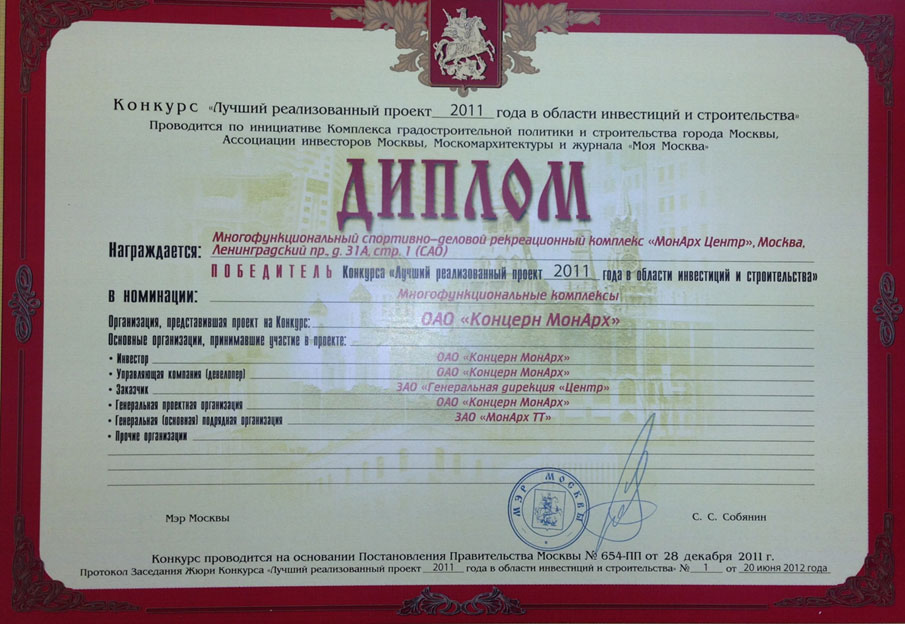 Конкурс «Лучший реализованный проект 2011 года в области инвестиций и строительства»
Проводится по инициативе Комплекса градостроительной политики и строительства города Москвы,
Ассоциации инвесторов Москвы, Москомархитектуры и журнала «Моя Москва»
ДИПЛОМ
Награждается: Многофункциональный спортивно-деловой рекреационный комплекс «МонАрх Центр», Москва,
Ленинградский пр., д. 31А, стр. 1 (САО)
ПОБЕДИТЕЛЬ Конкурса «Лучший реализованный проект 2011 года в области инвестиций и строительства»
в номинации: Многофункциональные комплексы
Организация, представившая проект на Конкурс: ОАО «Концерн МонАрх»
Основные организации, принимавшие участие в проекте:
• Инвестор ОАО «Концерн МонАрх»
• Управляющая компания (девелопер) ОАО «Концерн МонАрх»
• Заказчик ЗАО «Генеральная дирекция «Центр»
• Генеральная проектная организация ОАО «Концерн МонАрх»
• Генеральная (основная) подрядная организация ЗАО «МонАрх ТТ»
• Прочие организации
МЭР МОСКВЫ
Мэр Москвы С. С. Собянин
Конкурс проводится на основании Постановления Правительства Москвы № 654-ПП от 28 декабря 2011 г.
Протокол Заседания Жюри Конкурса «Лучший реализованный проект 2011 года в области инвестиций и строительства» № 1 от 20 июня 2012 года